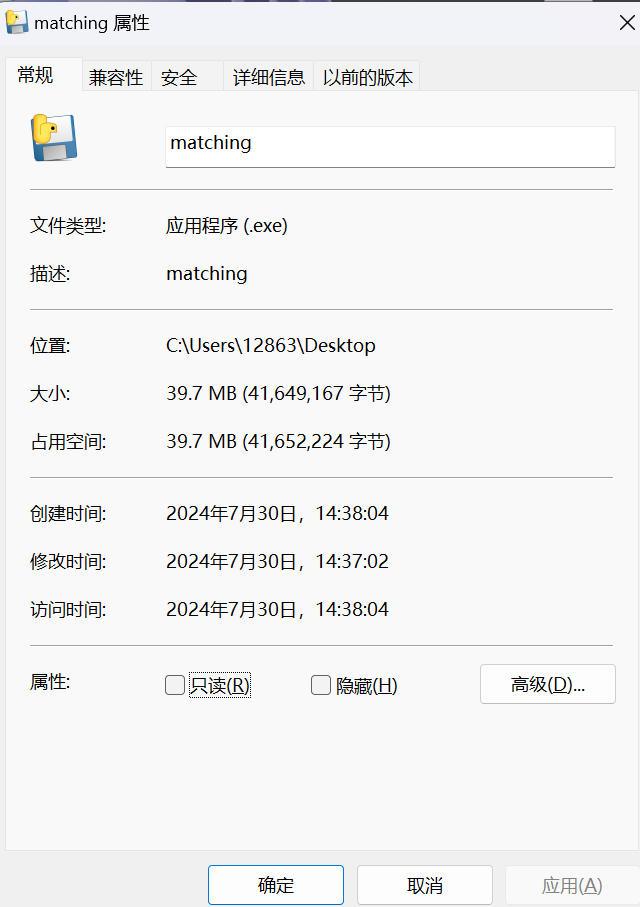 matching 属性
常规 兼容性 安全 详细信息 以前的版本
matching
文件类型: 应用程序 (.exe)
描述: matching
位置: C:\Users\12863\Desktop
大小: 39.7 MB (41,649,167 字节)
占用空间: 39.7 MB (41,652,224 字节)
创建时间: 2024年7月30日，14:38:04
修改时间: 2024年7月30日，14:37:02
访问时间: 2024年7月30日，14:38:04
属性: 只读(R) 隐藏(H) 高级(D)...
确定 取消 应用(A)